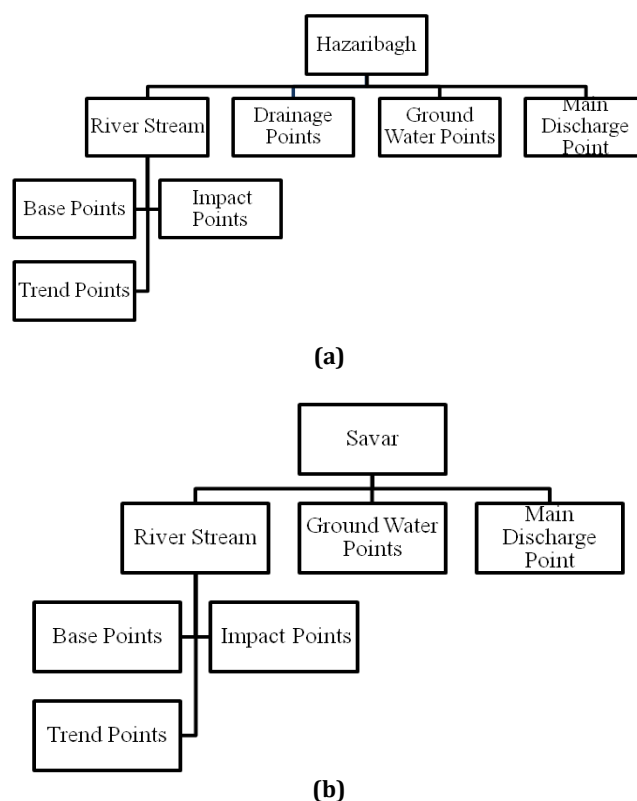 Hazaribagh
River Stream
Drainage
Points
Ground
Water Points
Main
Discharge
Point
Base Points
Impact
Points
Trend Points
(a)
Savar
River Stream
Ground Water
Points
Main
Discharge
Point
Base Points
Impact Points
Trend Points
(b)